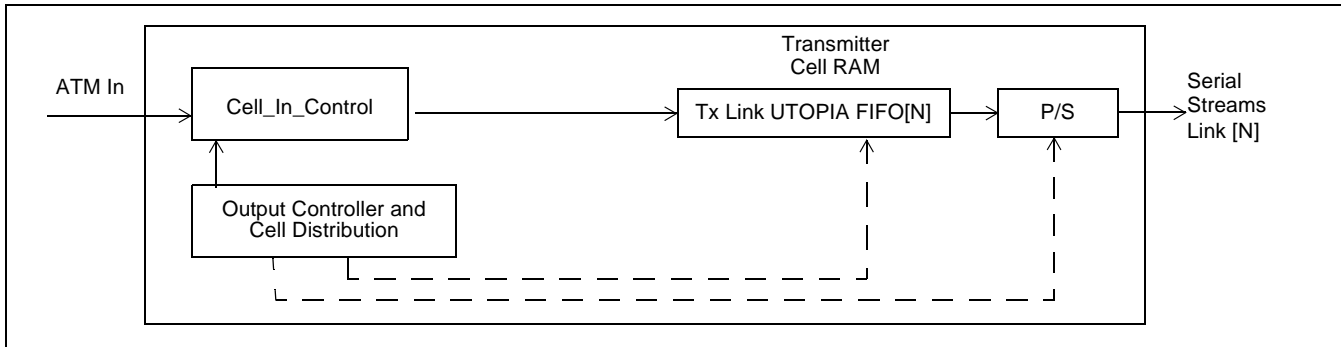 ATM In
Cell_In_Control
Transmitter
Cell RAM
Tx Link UTOPIA FIFO[N]
P/S
Serial
Streams
Link [N]
Output Controller and
Cell Distribution